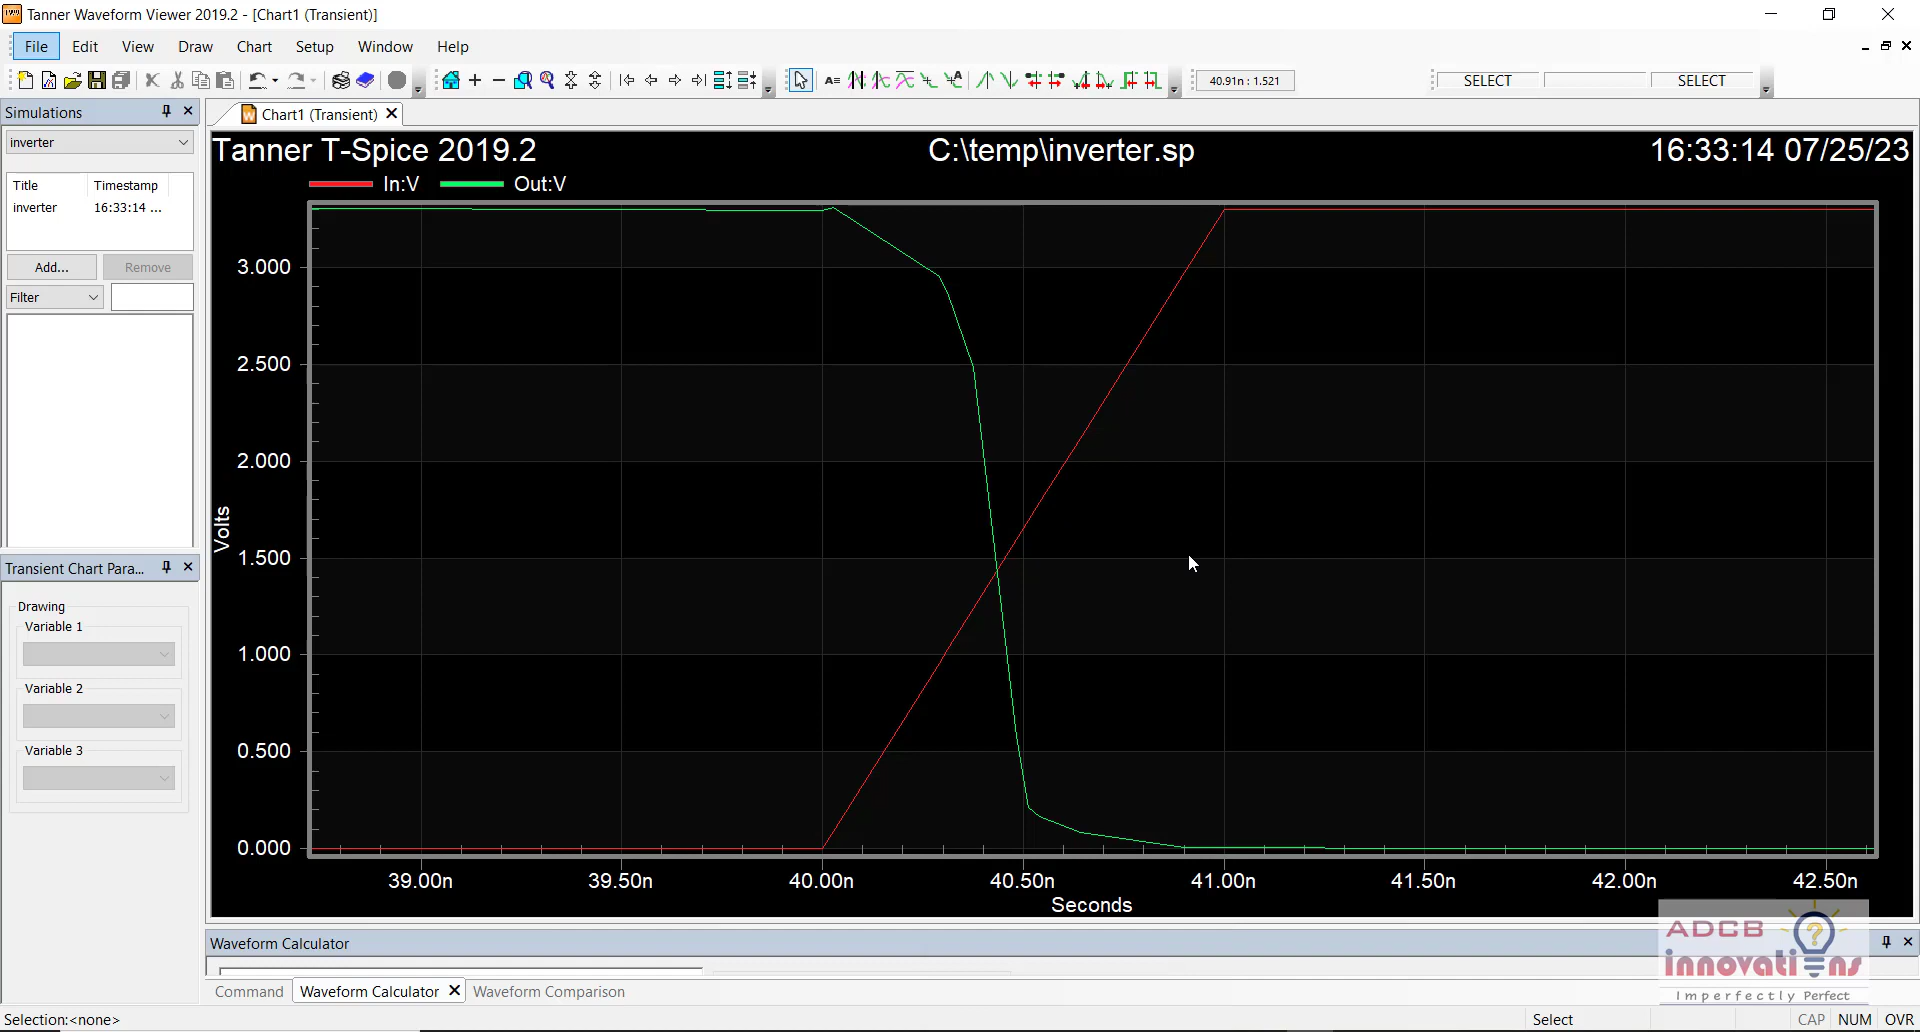 Tanner Waveform Viewer 2019.2 - [Chart1 (Transient)]
File Edit View Draw Chart Setup Window Help
40.91n : 1.521
SELECT SELECT
Simulations
Chart1 (Transient)
inverter
Title Timestamp
inverter 16:33:14 ...
Add... Remove
Filter
Tanner T-Spice 2019.2 C:\temp\inverter.sp 16:33:14 07/25/23
In:V Out:V
3.000
2.500
2.000
1.500
1.000
0.500
0.000
Volts
39.00n 39.50n 40.00n 40.50n 41.00n 41.50n 42.00n 42.50n
Seconds
Transient Chart Para...
Drawing
Variable 1
Variable 2
Variable 3
Waveform Calculator
Command Waveform Calculator Waveform Comparison
ADCB
innovati?ns
Imperfectly Perfect
Selection:<none> Select CAP NUM OVR